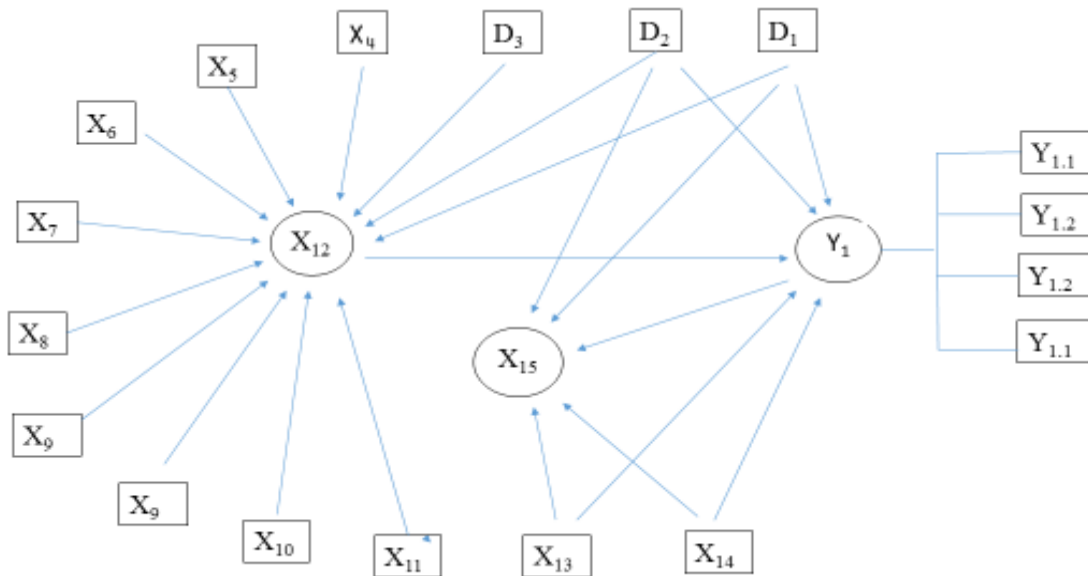 X₄
D₃
D₂
D₁
X₅
X₆
Y₁.₁
X₇
Y₁.₂
X₁₂
Y₁
Y₁.₂
X₈
Y₁.₁
X₁₅
X₉
X₉
X₁₀
X₁₁
X₁₃
X₁₄